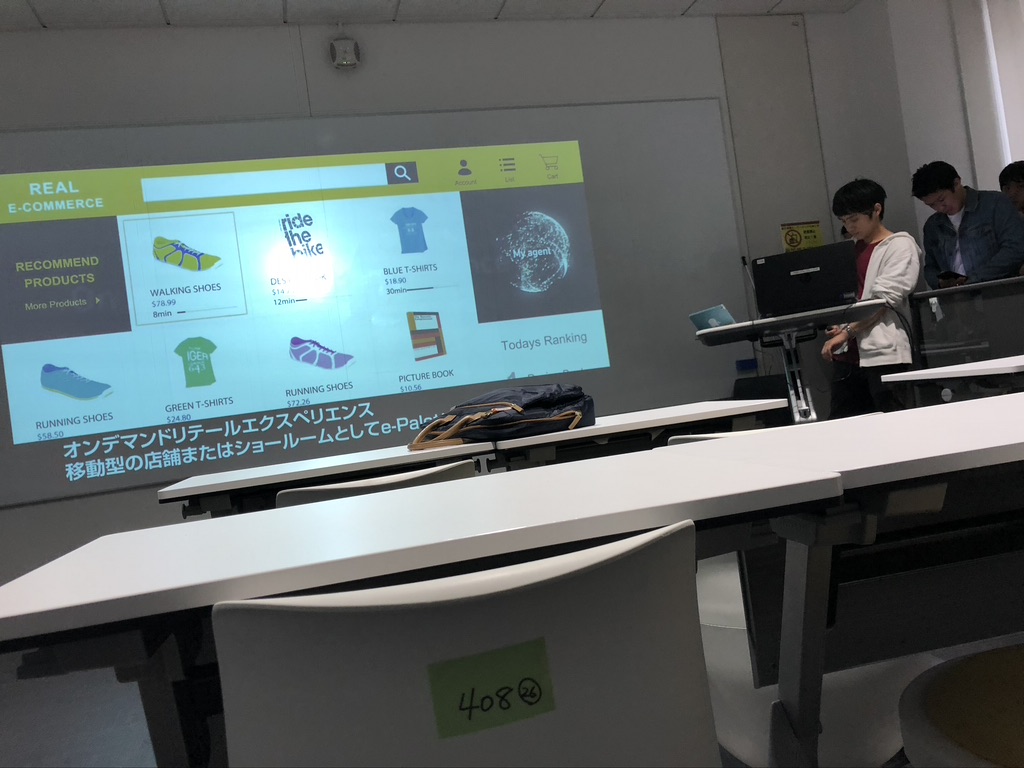 REAL
E-COMMERCE
Account
List
Cart
RECOMMEND
PRODUCTS
More Products
WALKING SHOES
$78.99
8min
ride
the
bike
12min
BLUE T-SHIRTS
$18.90
30min
My agent
RUNNING SHOES
$58.50
GREEN T-SHIRTS
$24.80
RUNNING SHOES
$72.26
PICTURE BOOK
$10.56
Todays Ranking
オンデマンドリテールエクスペリエンス
移動型の店舗またはショールームとしてe-Pale
408 26